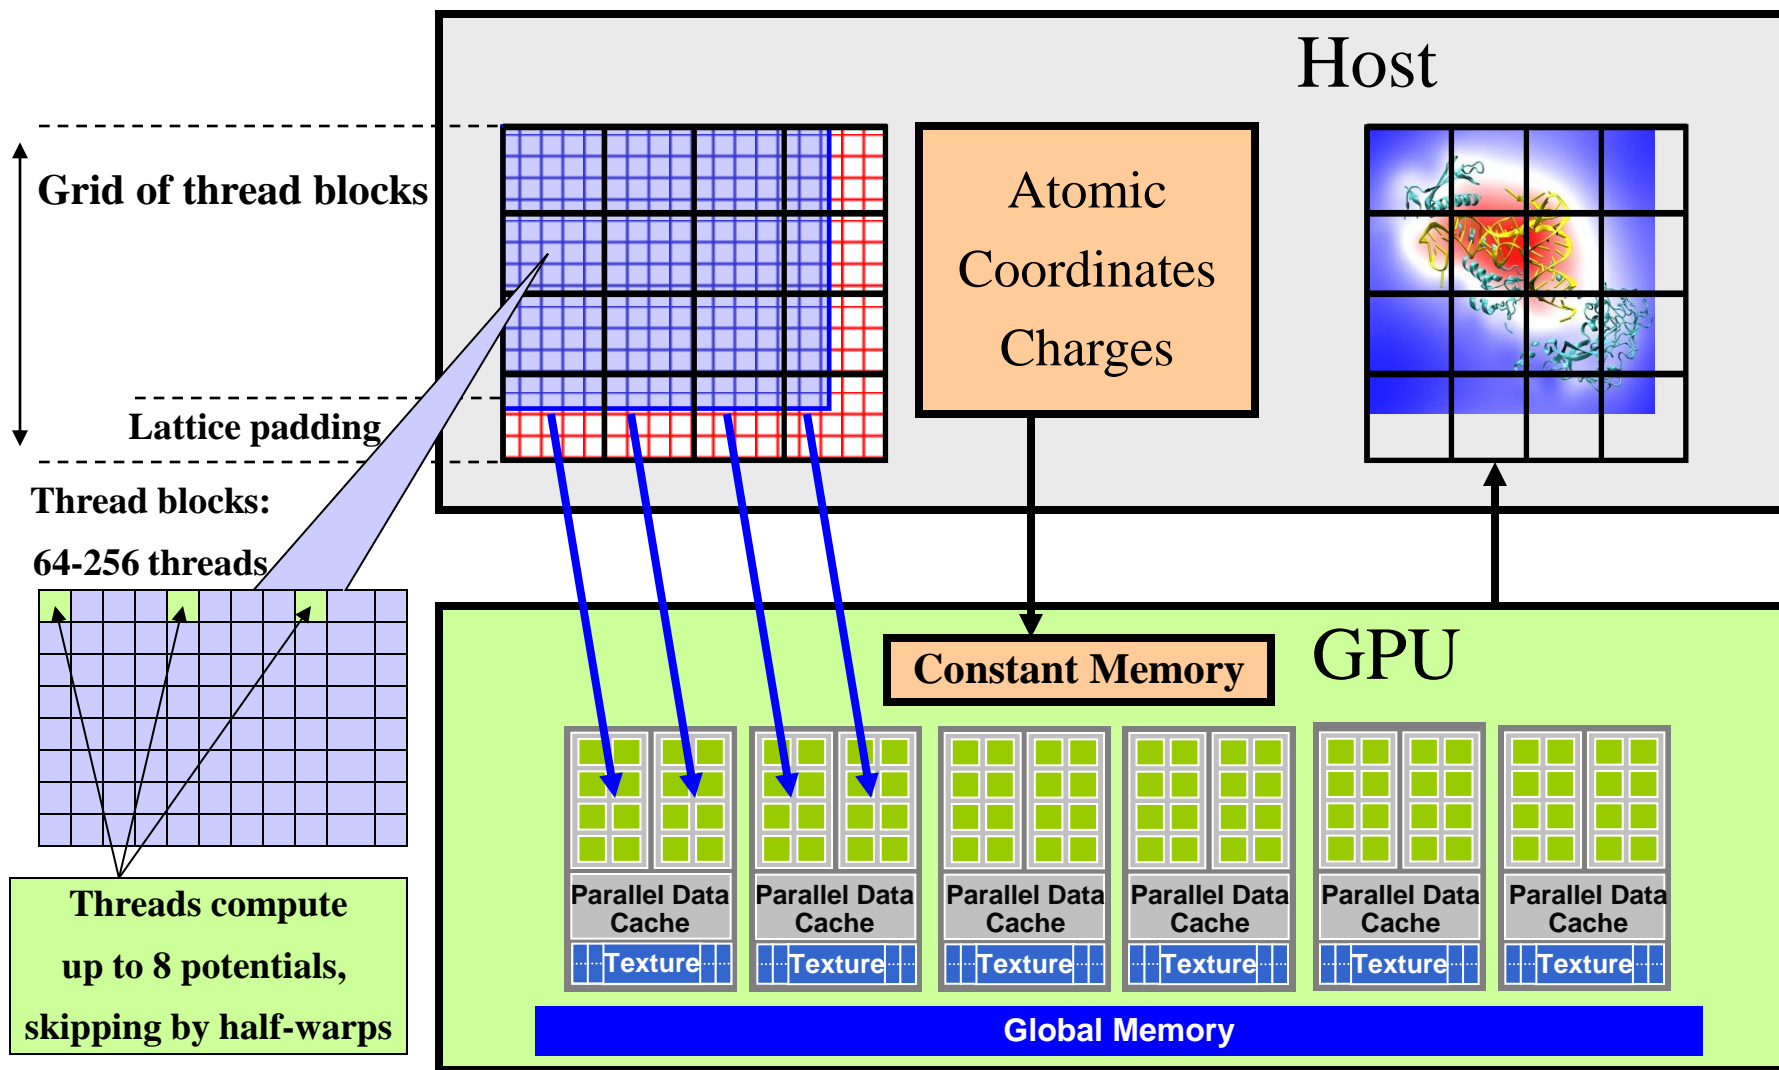 Host
Grid of thread blocks
Atomic
Coordinates
Charges
Lattice padding
Thread blocks:
64-256 threads
Threads compute
up to 8 potentials,
skipping by half-warps
GPU
Constant Memory
Parallel Data
Cache
Texture
Parallel Data
Cache
Texture
Parallel Data
Cache
Texture
Parallel Data
Cache
Texture
Parallel Data
Cache
Texture
Parallel Data
Cache
Texture
Global Memory